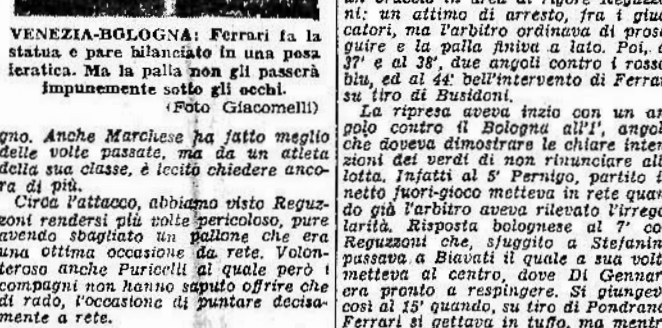 VENEZIA-BOLOGNA: Ferrari fa la
statua e pare bilanciato in una posa
ieratica. Ma la palla non gli passerà
impunemente sotto gli occhi.
(Foto Giacomelli)
gno. Anche Marchese ha fatto meglio
delle volte passate, ma da un atleta
della sua classe, è lecito chiedere anco-
ra di più.
Circa l'attacco, abbiamo visto Reguz-
zoni rendersi più volte pericoloso, pure
avendo sbagliato un pallone che era
una ottima occasione da rete. Volon-
teroso anche Puricelli al quale però i
compagni non hanno saputo offrire che
di rado, l'occasione di puntare decisa-
mente a rete.
ni: un attimo di arresto, fra i giuo
catori, ma l'arbitro ordinava di prose
guire e la palla finiva a lato. Poi, a
37' e al 38', due angoli contro i rosso
blu, ed al 44' bell'intervento di Ferrar
su tiro di Busidoni.
La ripresa aveva inzio con un an
golo contro il Bologna all'1', angol
che doveva dimostrare le chiare inten
zioni dei verdi di non rinunciare all
lotta. Infatti al 5' Pernigo, partito i
netto fuori-gioco metteva in rete quan
do già l'arbitro aveva rilevato l'irrego
larità. Risposta bolognese al 7' co
Reguzzoni che, sfuggito a Stefanin
passava a Biavati il quale a sua volt
metteva al centro, dove Di Gennar
era pronto a respingere. Si giungev
così al 15' quando, su tiro di Pondrano
Ferrari si gettava in tuffo, ma mentr